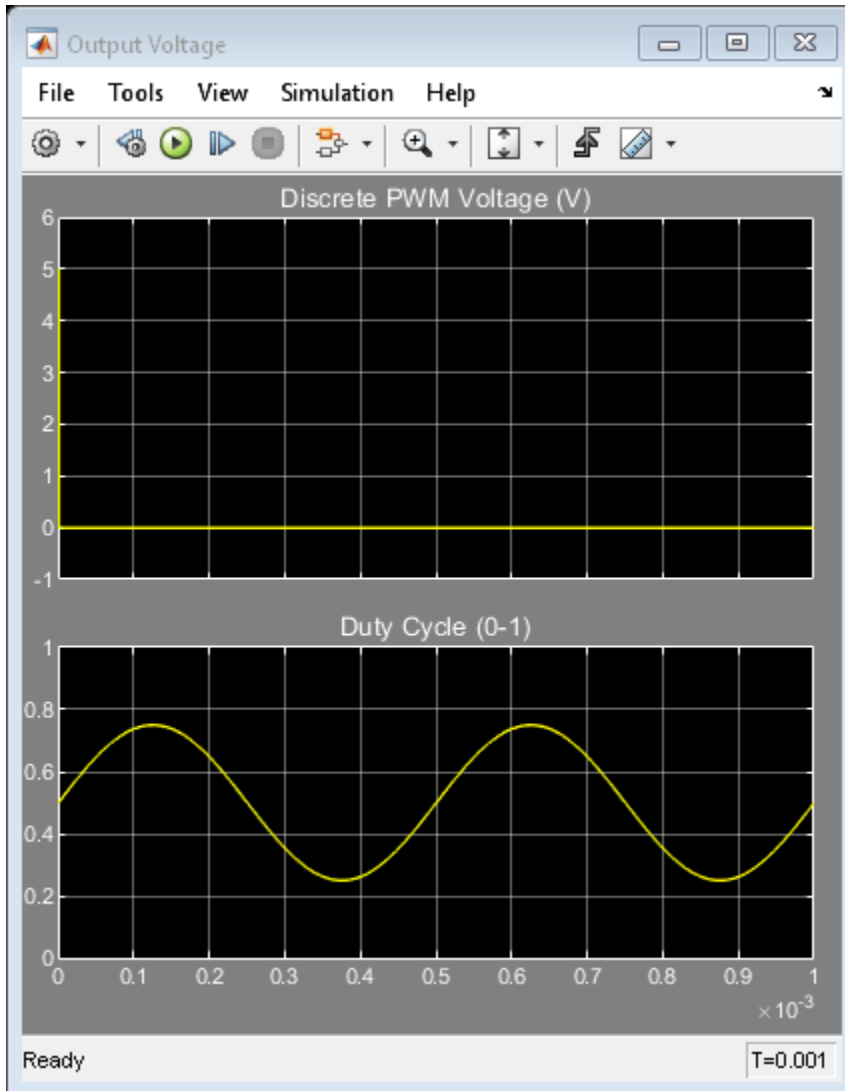 Output Voltage
File Tools View Simulation Help
Discrete PWM Voltage (V)
6
5
4
3
2
1
0
-1
Duty Cycle (0-1)
1
0.8
0.6
0.4
0.2
0
0 0.1 0.2 0.3 0.4 0.5 0.6 0.7 0.8 0.9 1
×10-3
Ready T=0.001